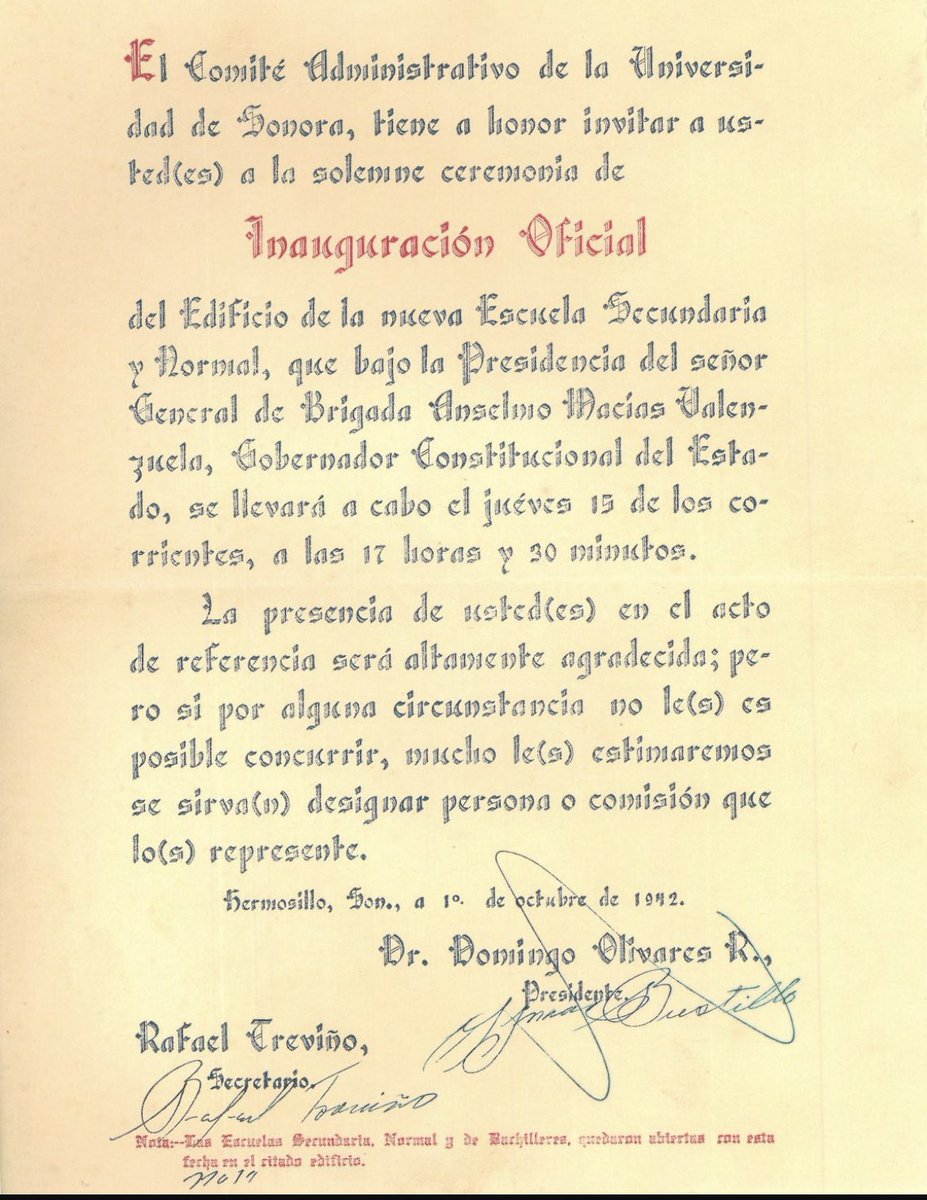 El Comité Administrativo de la Universi-
dad de Sonora, tiene a honor invitar a us-
ted(es) a la solemne ceremonia de
Inauguración Oficial
del Edificio de la nueva Escuela Secundaria
y Normal, que bajo la Presidencia del señor
General de Brigada Anselmo Macias Valen-
zuela, Gobernador Constitucional del Esta-
do, se llevará a cabo el juéves 15 de los co-
rrientes, a las 17 horas y 30 minutos.
La presencia de usted(es) en el acto
de referencia será altamente agradecida; pe-
ro si por alguna circunstancia no le(s) es
posible concurrir, mucho le(s) estimaremos
se sirva(n) designar persona o comisión que
lo(s) represente.
Hermosillo, Son., a 1o. de octubre de 1942.
Dr. Domingo Olivares R.,
Presidente.
Bustillo
Rafael Treviño,
Secretario.
Rafael Treviño
Nota:--Las Escuelas Secundaria, Normal y de Bachilleres, quedaron abiertas con esta
fecha en el citado edificio.